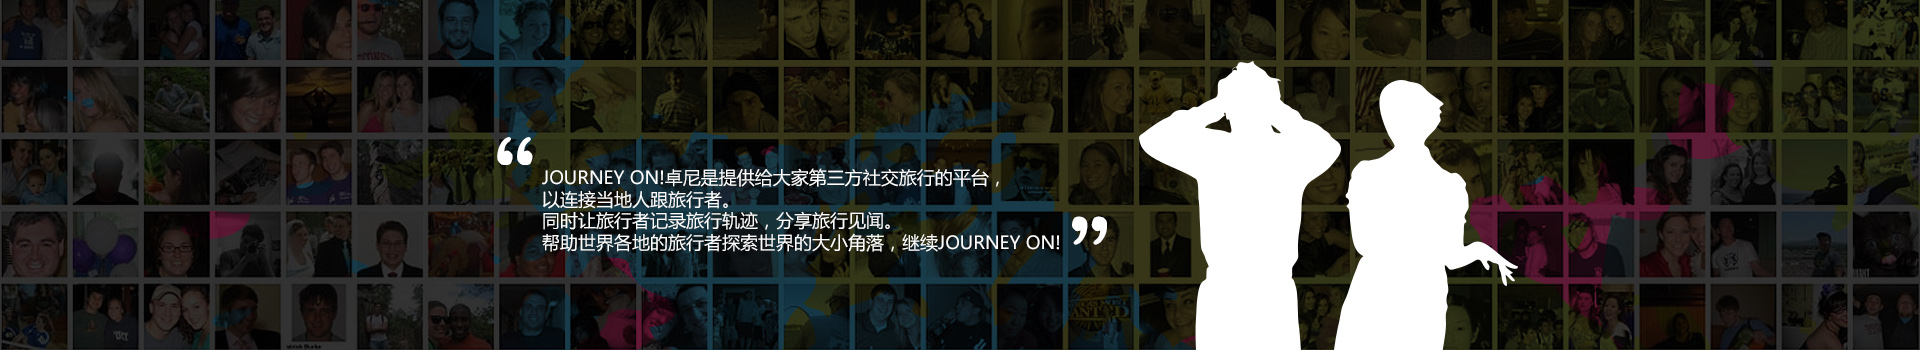 “
JOURNEY ON!卓尼是提供给大家第三方社交旅行的平台，
以连接当地人跟旅行者。
同时让旅行者记录旅行轨迹，分享旅行见闻。
帮助世界各地的旅行者探索世界的大小角落，继续JOURNEY ON!
”